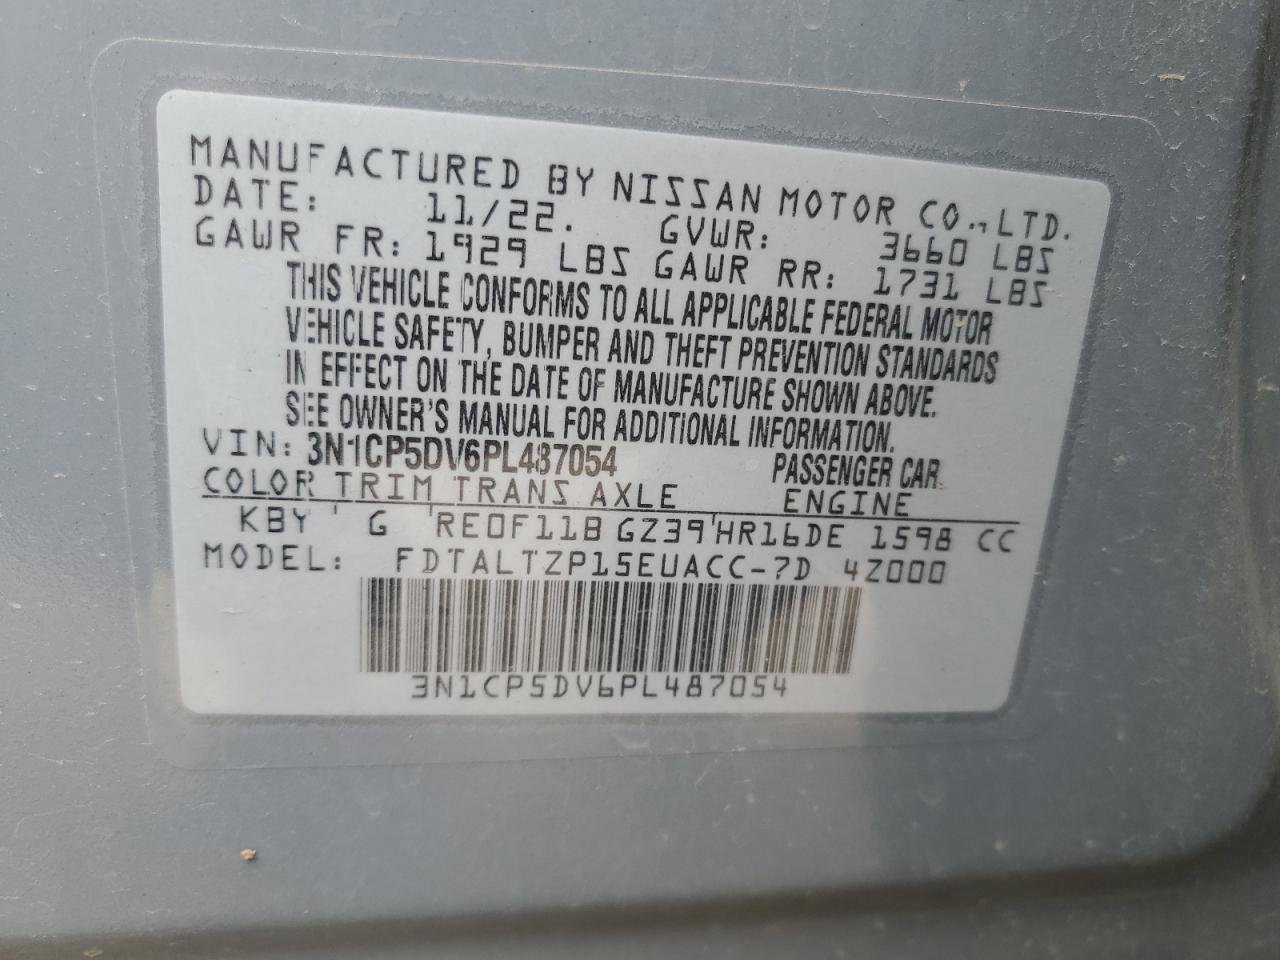 MANUFACTURED BY NISSAN MOTOR CO., LTD.
DATE: 11/22. GVWR: 3660 LBS
GAWR FR: 1929 LBS GAWR RR: 1731 LBS
THIS VEHICLE CONFORMS TO ALL APPLICABLE FEDERAL MOTOR
VEHICLE SAFETY, BUMPER AND THEFT PREVENTION STANDARDS
IN EFFECT ON THE DATE OF MANUFACTURE SHOWN ABOVE.
SEE OWNER'S MANUAL FOR ADDITIONAL INFORMATION.
VIN: 3N1CP5DV6PL487054 PASSENGER CAR
COLOR TRIM TRANS AXLE ENGINE
KBY G RE0F11B GZ39 HR16DE 1598 CC
MODEL: FDTALTZP15EUACC-7D 4Z000
3N1CP5DV6PL487054